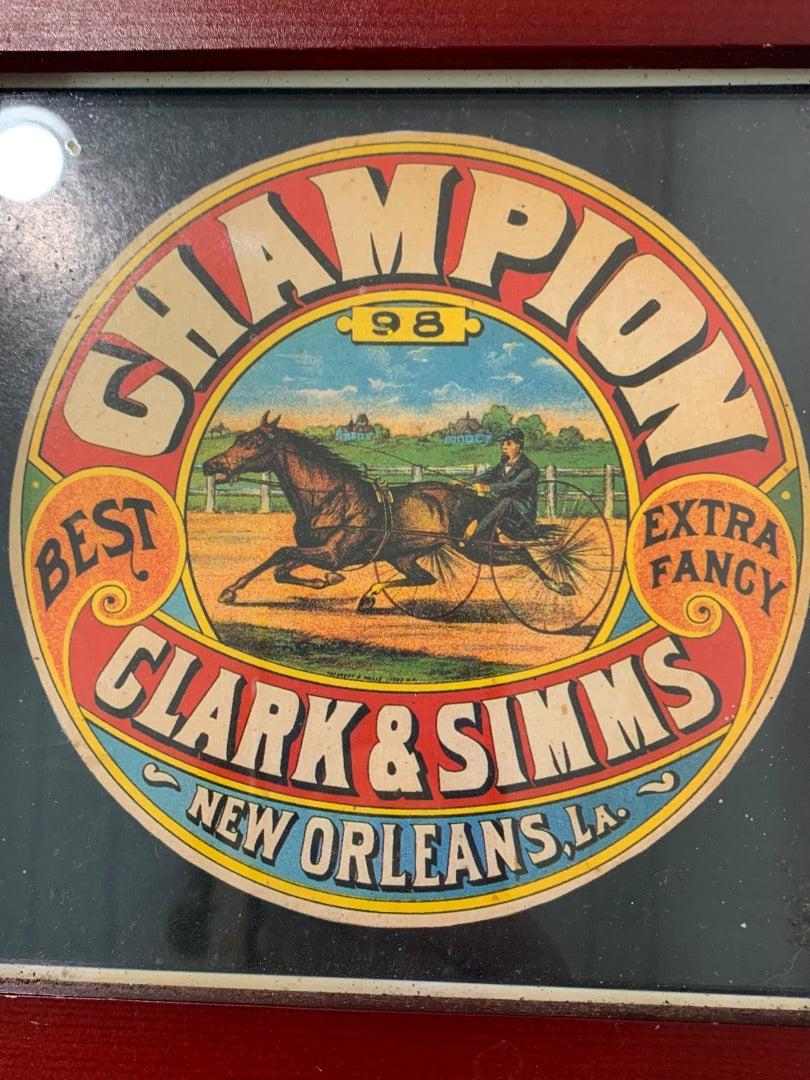 CHAMPION
98
BEST
EXTRA
FANCY
CLARK & SIMMS
NEW ORLEANS, LA.